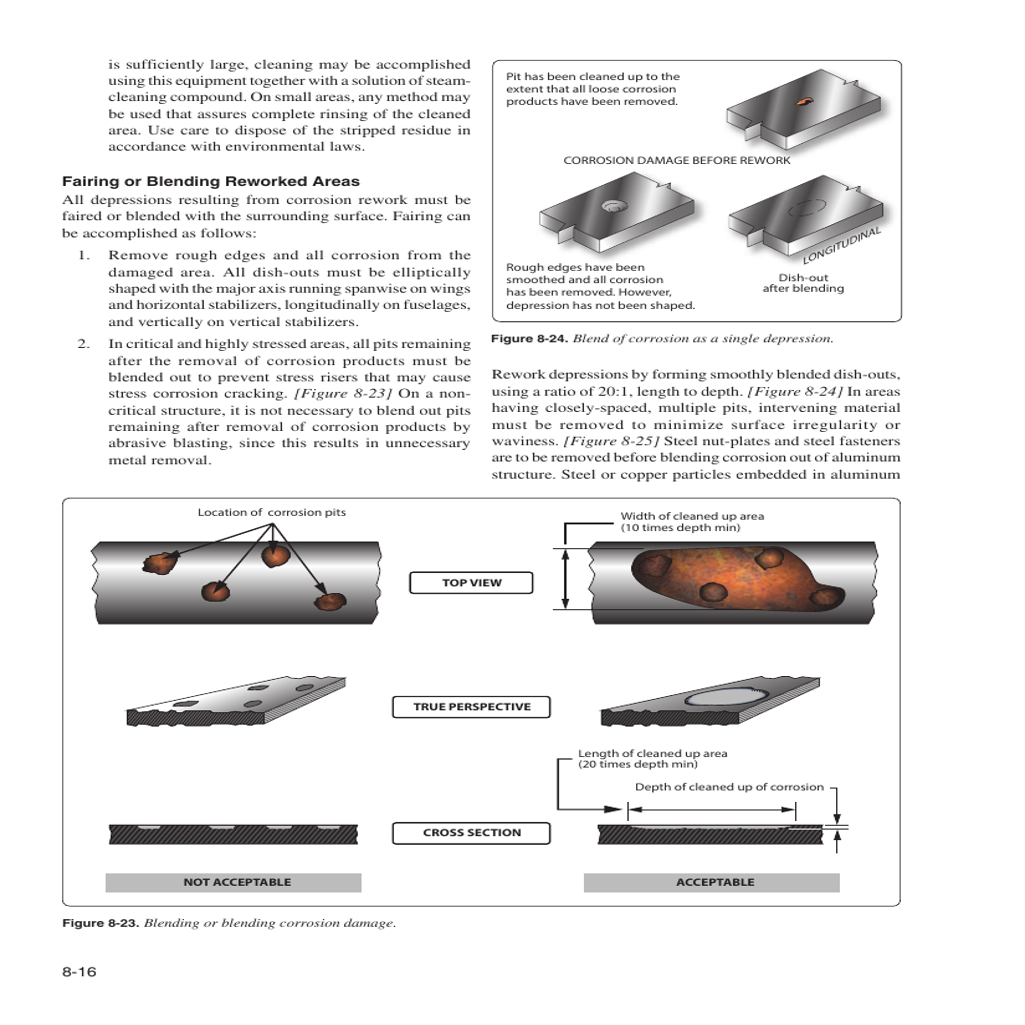 is sufficiently large, cleaning may be accomplished
using this equipment together with a solution of steam-
cleaning compound. On small areas, any method may
be used that assures complete rinsing of the cleaned
area. Use care to dispose of the stripped residue in
accordance with environmental laws.
Fairing or Blending Reworked Areas
All depressions resulting from corrosion rework must be
faired or blended with the surrounding surface. Fairing can
be accomplished as follows:
1. Remove rough edges and all corrosion from the
damaged area. All dish-outs must be elliptically
shaped with the major axis running spanwise on wings
and horizontal stabilizers, longitudinally on fuselages,
and vertically on vertical stabilizers.
2. In critical and highly stressed areas, all pits remaining
after the removal of corrosion products must be
blended out to prevent stress risers that may cause
stress corrosion cracking. [Figure 8-23] On a non-
critical structure, it is not necessary to blend out pits
remaining after removal of corrosion products by
abrasive blasting, since this results in unnecessary
metal removal.
Pit has been cleaned up to the
extent that all loose corrosion
products have been removed.
CORROSION DAMAGE BEFORE REWORK
Rough edges have been
smoothed and all corrosion
has been removed. However,
depression has not been shaped.
LONGITUDINAL
Dish-out
after blending
Figure 8-24. Blend of corrosion as a single depression.
Rework depressions by forming smoothly blended dish-outs,
using a ratio of 20:1, length to depth. [Figure 8-24] In areas
having closely-spaced, multiple pits, intervening material
must be removed to minimize surface irregularity or
waviness. [Figure 8-25] Steel nut-plates and steel fasteners
are to be removed before blending corrosion out of aluminum
structure. Steel or copper particles embedded in aluminum
Location of corrosion pits
Width of cleaned up area
(10 times depth min)
TOP VIEW
TRUE PERSPECTIVE
Length of cleaned up area
(20 times depth min)
Depth of cleaned up of corrosion
CROSS SECTION
NOT ACCEPTABLE
ACCEPTABLE
Figure 8-23. Blending or blending corrosion damage.
8-16